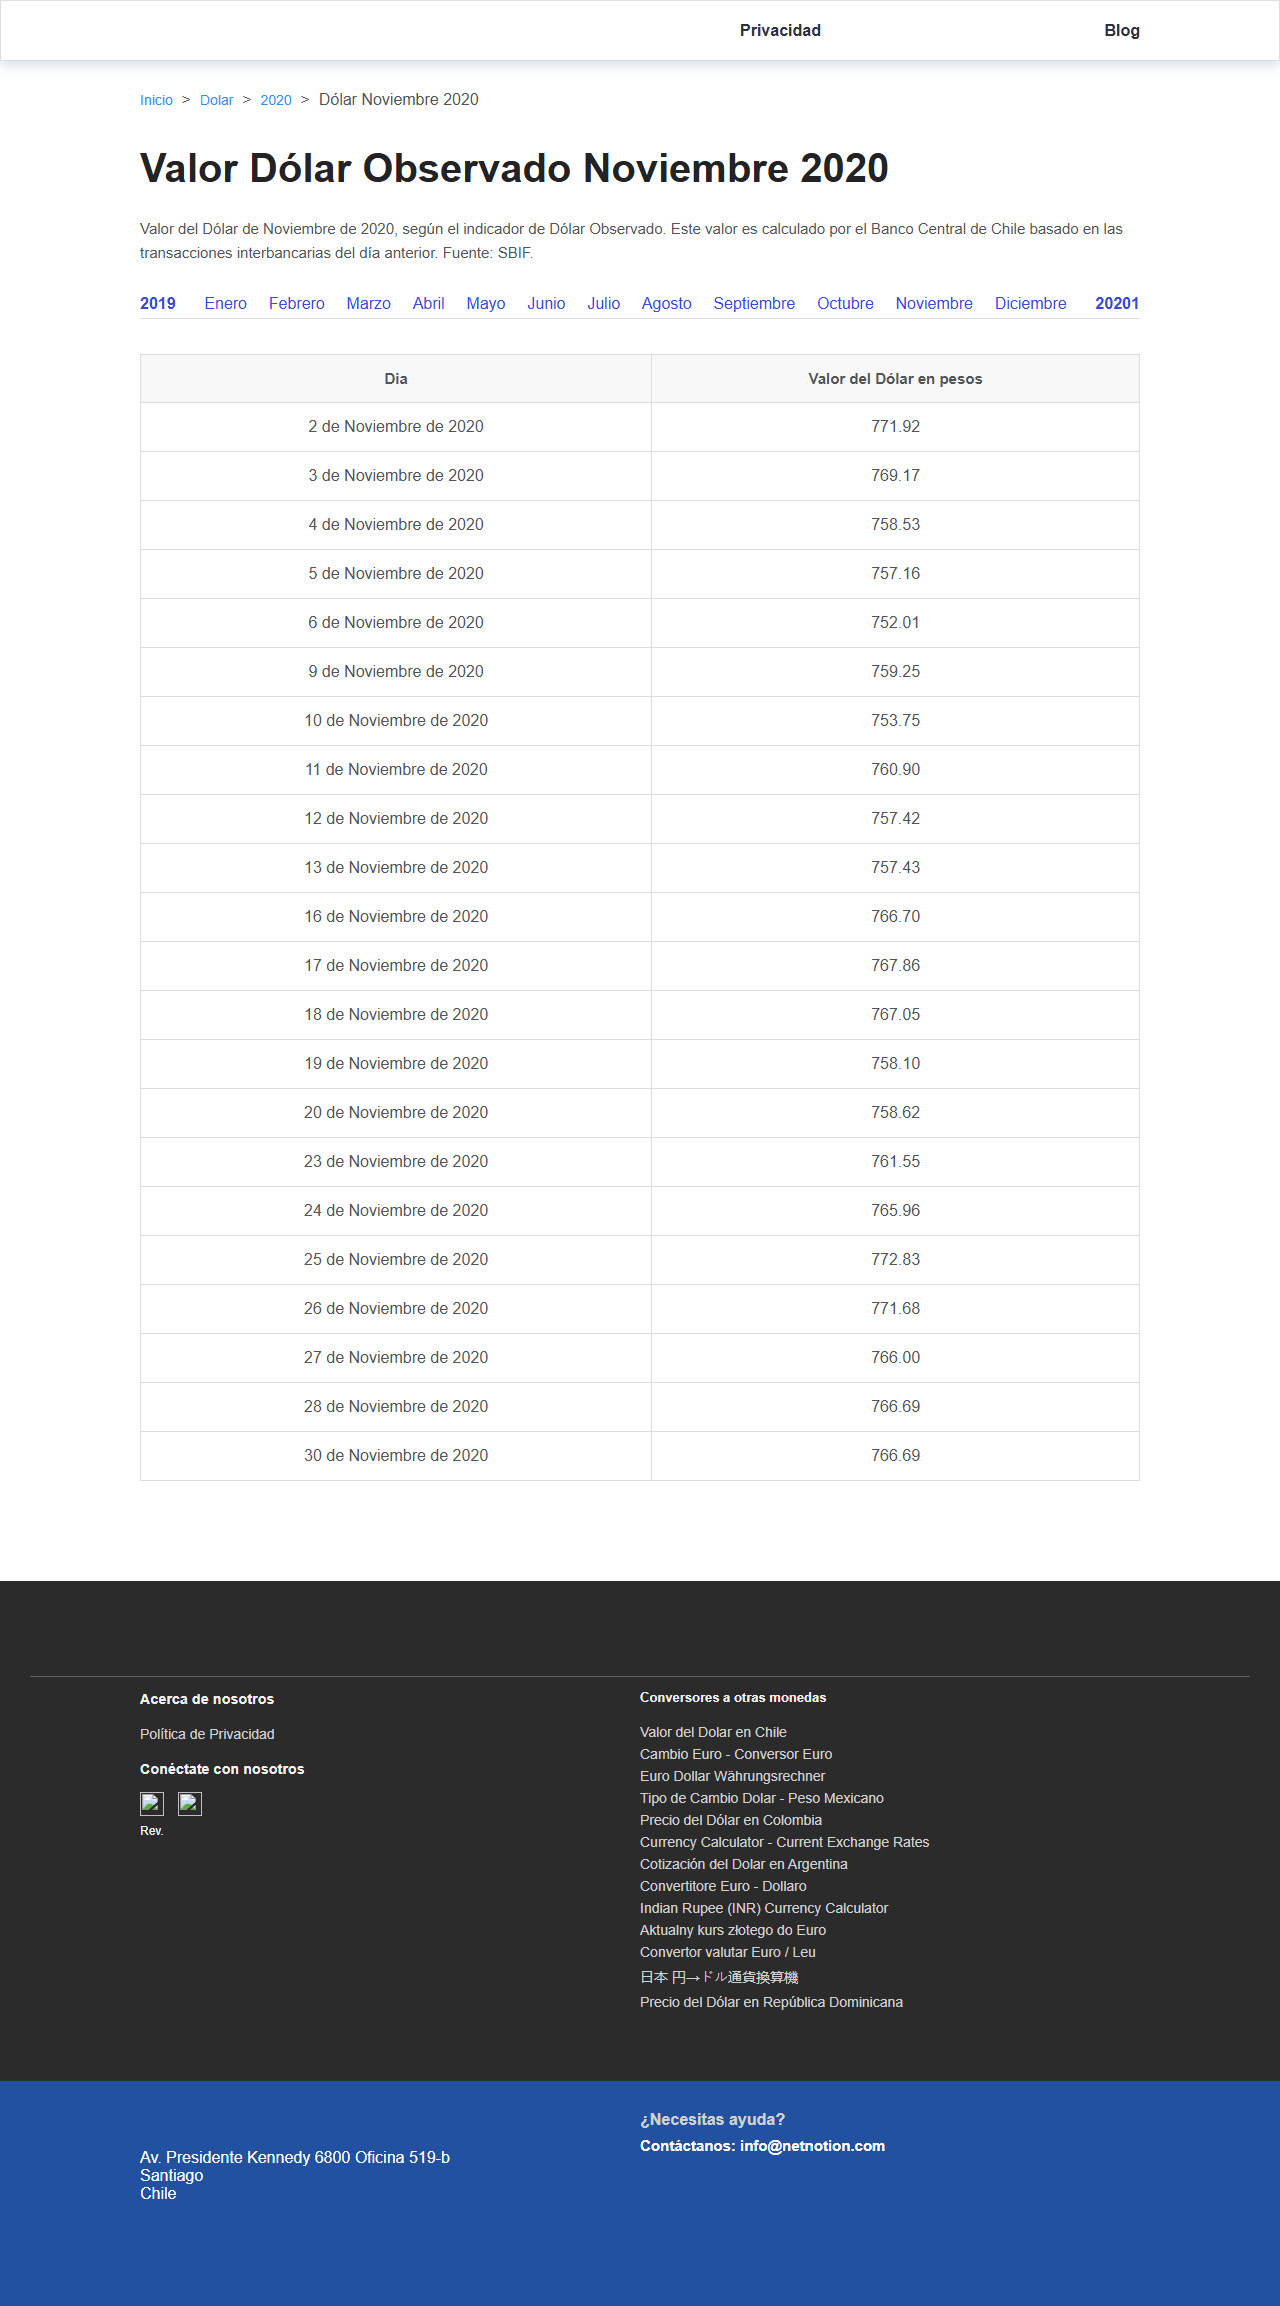 Privacidad Blog
Inicio > Dolar > 2020 > Dólar Noviembre 2020
Valor Dólar Observado Noviembre 2020
Valor del Dólar de Noviembre de 2020, según el indicador de Dólar Observado. Este valor es calculado por el Banco Central de Chile basado en las
transacciones interbancarias del día anterior. Fuente: SBIF.
2019 Enero Febrero Marzo Abril Mayo Junio Julio Agosto Septiembre Octubre Noviembre Diciembre 20201
Dia Valor del Dólar en pesos
2 de Noviembre de 2020 771.92
3 de Noviembre de 2020 769.17
4 de Noviembre de 2020 758.53
5 de Noviembre de 2020 757.16
6 de Noviembre de 2020 752.01
9 de Noviembre de 2020 759.25
10 de Noviembre de 2020 753.75
11 de Noviembre de 2020 760.90
12 de Noviembre de 2020 757.42
13 de Noviembre de 2020 757.43
16 de Noviembre de 2020 766.70
17 de Noviembre de 2020 767.86
18 de Noviembre de 2020 767.05
19 de Noviembre de 2020 758.10
20 de Noviembre de 2020 758.62
23 de Noviembre de 2020 761.55
24 de Noviembre de 2020 765.96
25 de Noviembre de 2020 772.83
26 de Noviembre de 2020 771.68
27 de Noviembre de 2020 766.00
28 de Noviembre de 2020 766.69
30 de Noviembre de 2020 766.69
Acerca de nosotros
Política de Privacidad
Conéctate con nosotros
Rev.
Conversores a otras monedas
Valor del Dolar en Chile
Cambio Euro - Conversor Euro
Euro Dollar Währungsrechner
Tipo de Cambio Dolar - Peso Mexicano
Precio del Dólar en Colombia
Currency Calculator - Current Exchange Rates
Cotización del Dolar en Argentina
Convertitore Euro - Dollaro
Indian Rupee (INR) Currency Calculator
Aktualny kurs złotego do Euro
Convertor valutar Euro / Leu
日本 円→ドル通貨換算機
Precio del Dólar en República Dominicana
Av. Presidente Kennedy 6800 Oficina 519-b
Santiago
Chile
¿Necesitas ayuda?
Contáctanos: info@netnotion.com